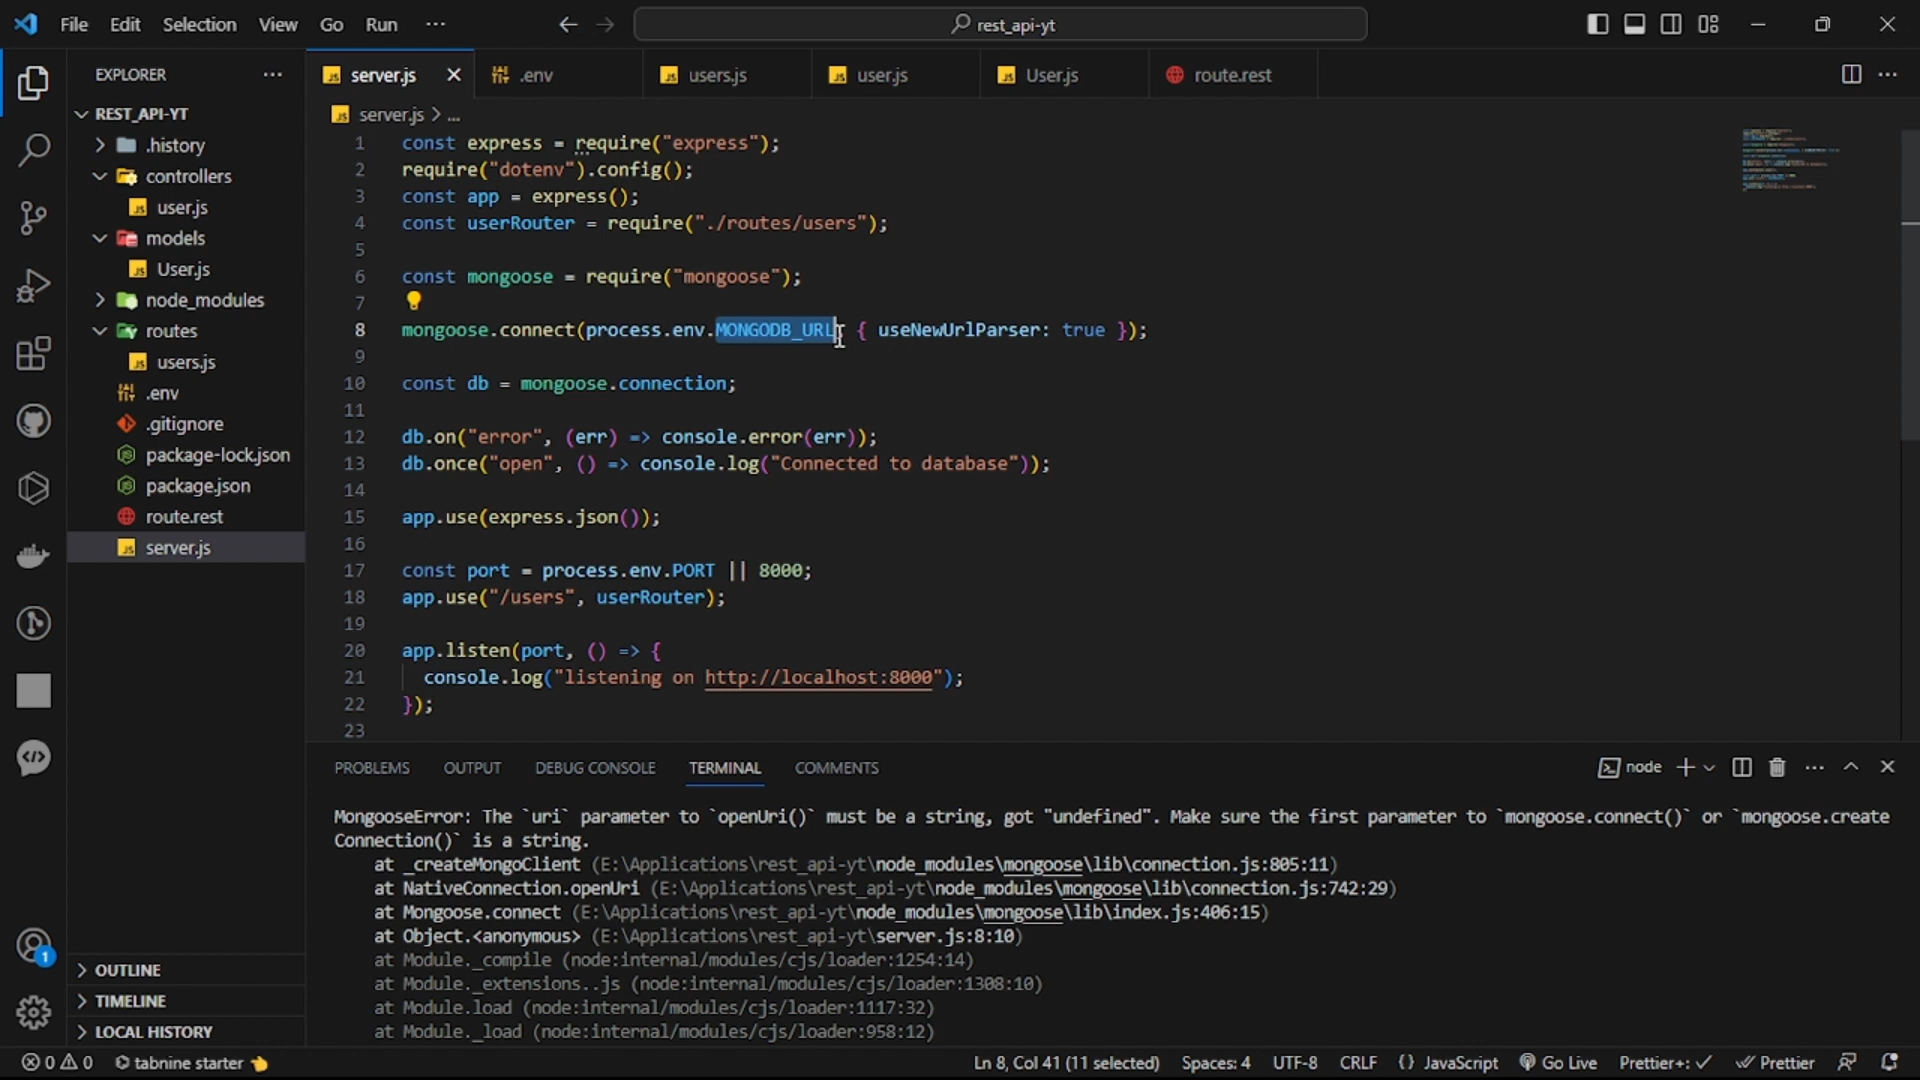 File Edit Selection View Go Run ···
rest_api-yt
EXPLORER ···
REST_API-YT
.history
controllers
user.js
models
User.js
node_modules
routes
users.js
.env
.gitignore
package-lock.json
package.json
route.rest
server.js
OUTLINE
TIMELINE
LOCAL HISTORY
server.js .env users.js user.js User.js route.rest
server.js > ...
1 const express = require("express");
2 require("dotenv").config();
3 const app = express();
4 const userRouter = require("./routes/users");
5
6 const mongoose = require("mongoose");
7
8 mongoose.connect(process.env.MONGODB_URL, { useNewUrlParser: true });
9
10 const db = mongoose.connection;
11
12 db.on("error", (err) => console.error(err));
13 db.once("open", () => console.log("Connected to database"));
14
15 app.use(express.json());
16
17 const port = process.env.PORT || 8000;
18 app.use("/users", userRouter);
19
20 app.listen(port, () => {
21 console.log("listening on http://localhost:8000");
22 });
23
PROBLEMS OUTPUT DEBUG CONSOLE TERMINAL COMMENTS
node
MongooseError: The `uri` parameter to `openUri()` must be a string, got "undefined". Make sure the first parameter to `mongoose.connect()` or `mongoose.create
Connection()` is a string.
at _createMongoClient (E:\Applications\rest_api-yt\node_modules\mongoose\lib\connection.js:805:11)
at NativeConnection.openUri (E:\Applications\rest_api-yt\node_modules\mongoose\lib\connection.js:742:29)
at Mongoose.connect (E:\Applications\rest_api-yt\node_modules\mongoose\lib\index.js:406:15)
at Object.<anonymous> (E:\Applications\rest_api-yt\server.js:8:10)
at Module._compile (node:internal/modules/cjs/loader:1254:14)
at Module._extensions..js (node:internal/modules/cjs/loader:1308:10)
at Module.load (node:internal/modules/cjs/loader:1117:32)
at Module._load (node:internal/modules/cjs/loader:958:12)
1
0 0 tabnine starter Ln 8, Col 41 (11 selected) Spaces: 4 UTF-8 CRLF {} JavaScript Go Live Prettier+: Prettier